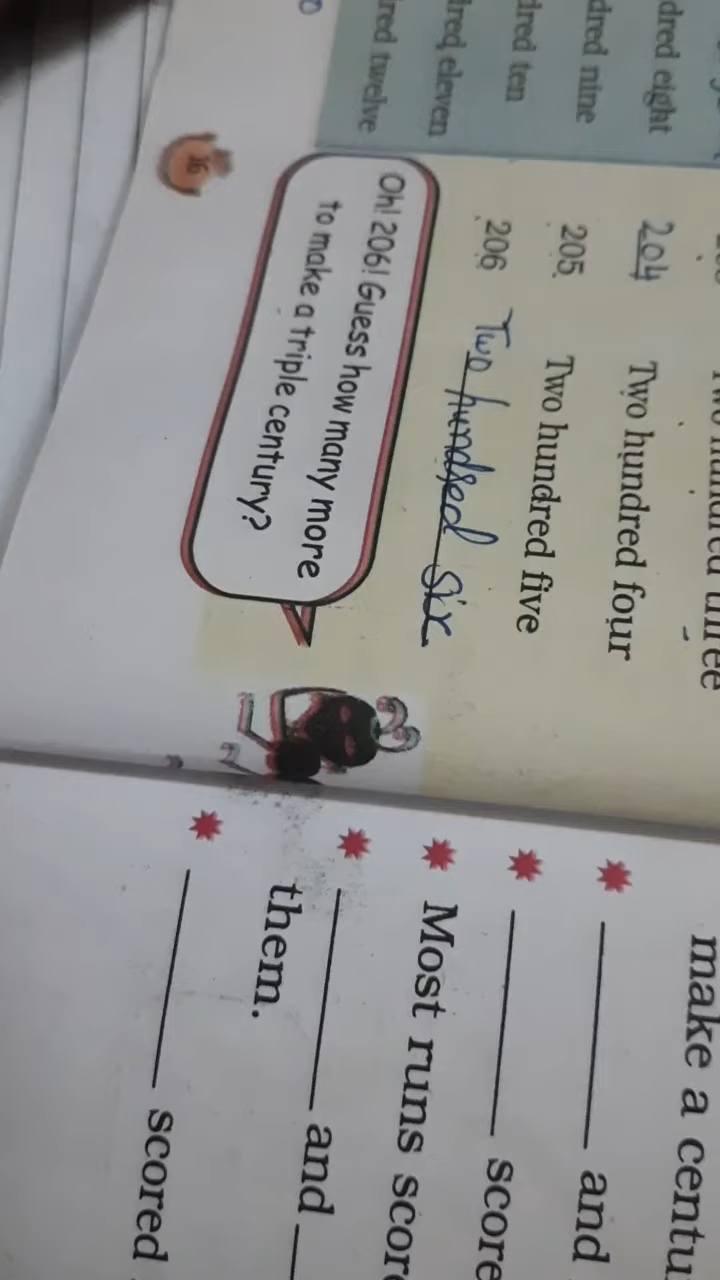 dred eight
dred nine
dred ten
dred eleven
dred twelve
204 Two hundred four
205 Two hundred five
206 Two hundred six
Oh! 206! Guess how many more
to make a triple century?
16
make a centu
and
score
Most runs scor
and
them.
scored